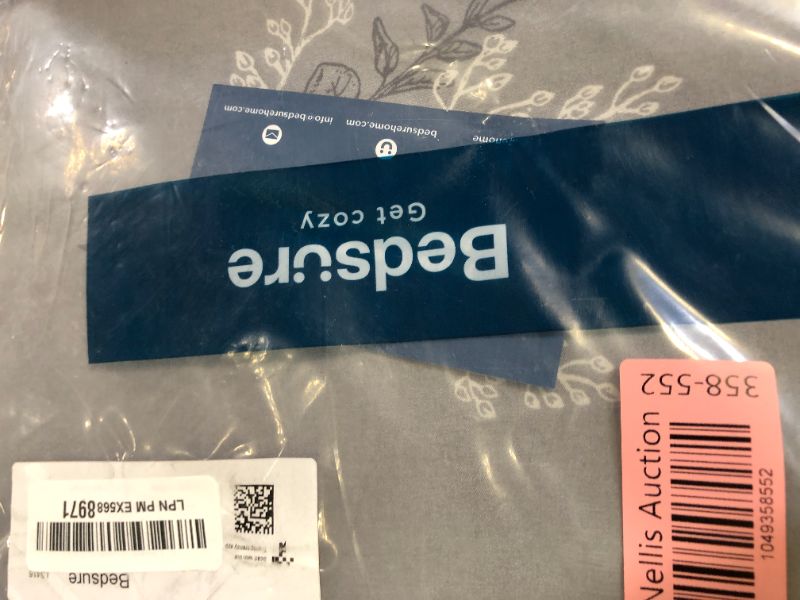 bedsurehome.com
info@bedsurehome.com
Bedsure
Get cozy
358-552
Nellis Auction
1049358552
LPN PM EX5688971
Bedsure